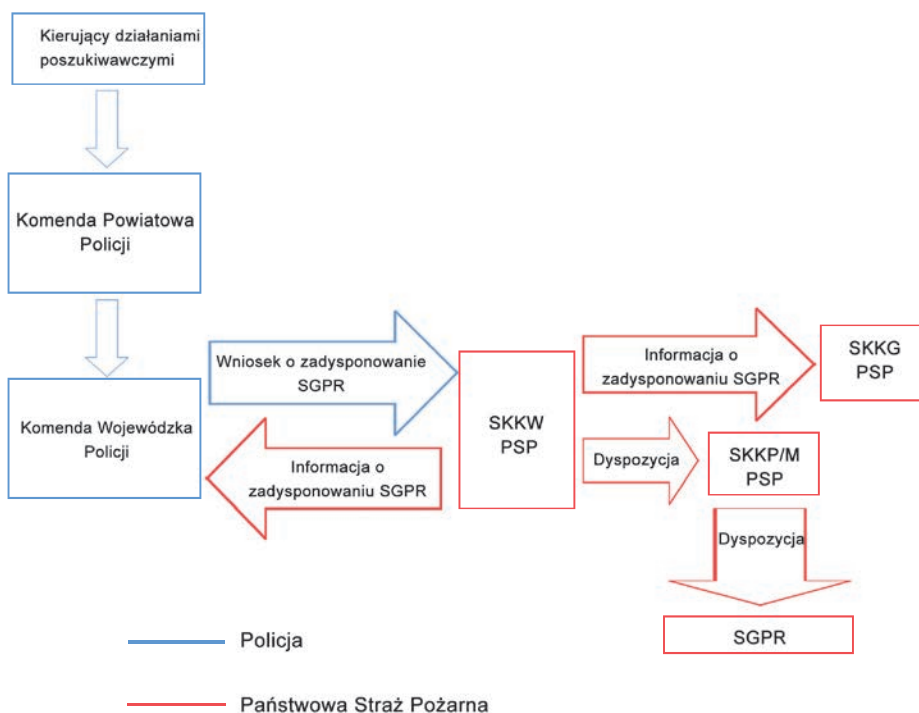 Kierujący działaniami
poszukiwawczymi
Komenda Powiatowa
Policji
Komenda Wojewódzka
Policji
Wniosek o zadysponowanie
SGPR
Informacja o
zadysponowaniu SGPR
SKKW
PSP
Informacja o
zadysponowaniu SGPR
SKKG
PSP
Dyspozycja
SKKP/M
PSP
Dyspozycja
SGPR
Policja
Państwowa Straż Pożarna